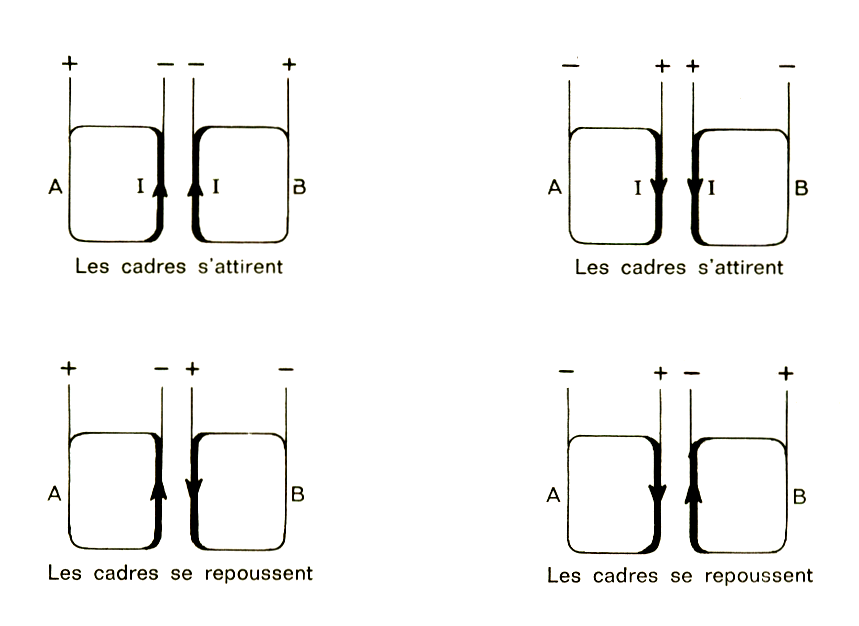 + − − +
− + + −
A I I B
A I I B
Les cadres s'attirent
Les cadres s'attirent
+ − + −
− + − +
A B
A B
Les cadres se repoussent
Les cadres se repoussent